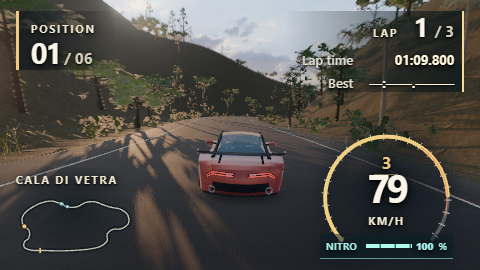 POSITION
01 / 06
LAP 1 / 3
Lap time 01:09.800
Best
3
79
KM/H
NITRO 100 %
CALA DI VETRA